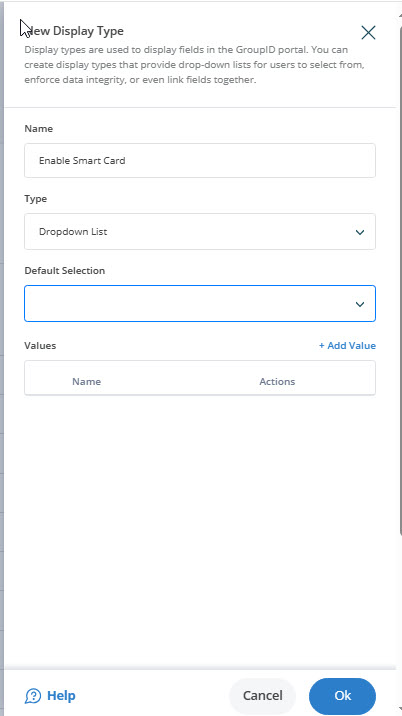 New Display Type
Display types are used to display fields in the GroupID portal. You can
create display types that provide drop-down lists for users to select from,
enforce data integrity, or even link fields together.
Name
Enable Smart Card
Type
Dropdown List
Default Selection
Values + Add Value
Name Actions
Help Cancel Ok